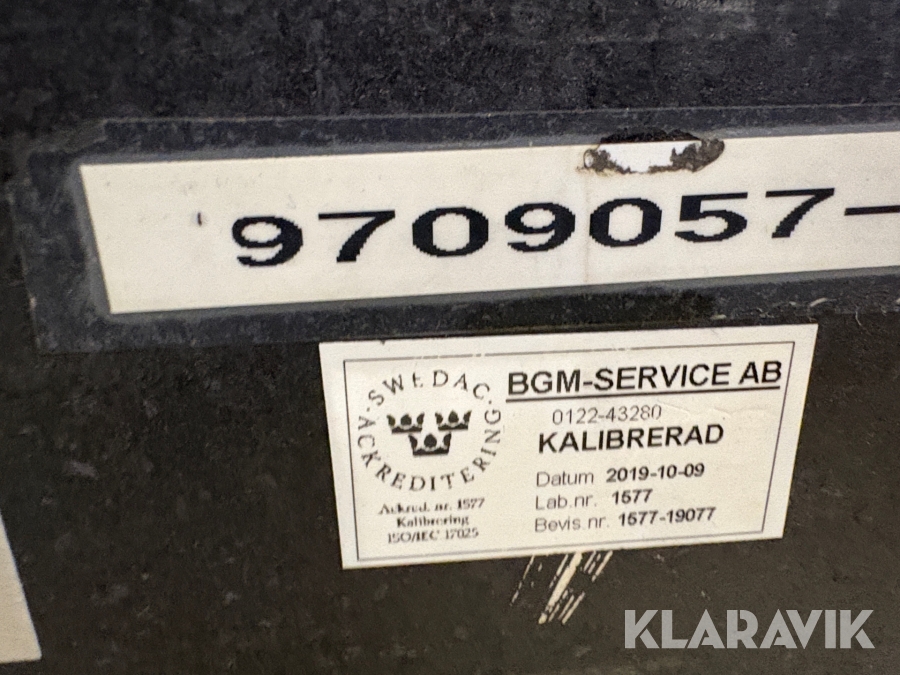 9709057-
·SWEDAC·
ACKREDITERING
Ackred. nr. 1577
Kalibrering
ISO/IEC 17025
BGM-SERVICE AB
0122-43280
KALIBRERAD
Datum 2019-10-09
Lab.nr. 1577
Bevis.nr. 1577-19077
KLARAVIK